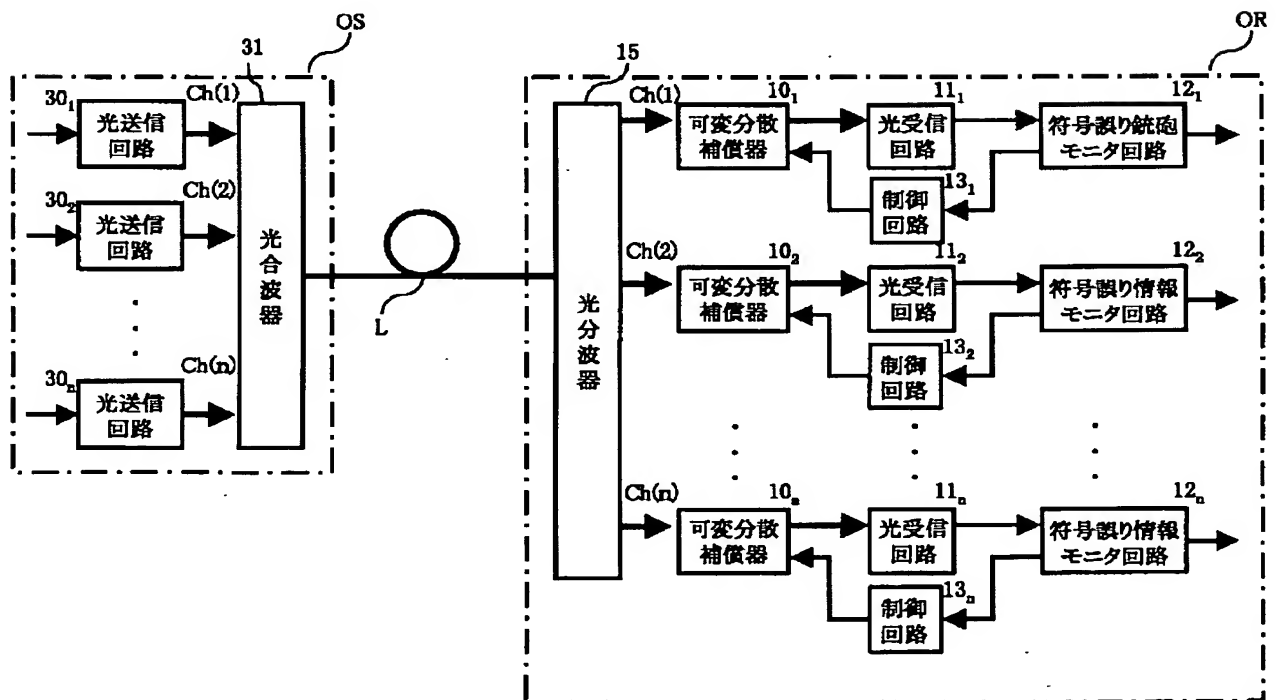 OS
31
30₁
光送信
回路
Ch(1)
30₂
光送信
回路
Ch(2)
30ₙ
光送信
回路
Ch(n)
光合波器
L
OR
15
光分波器
Ch(1)
10₁
可変分散
補償器
11₁
光受信
回路
12₁
符号誤り銃砲
モニタ回路
13₁
制御
回路
Ch(2)
10₂
可変分散
補償器
11₂
光受信
回路
12₂
符号誤り情報
モニタ回路
13₂
制御
回路
Ch(n)
10ₙ
可変分散
補償器
11ₙ
光受信
回路
12ₙ
符号誤り情報
モニタ回路
13ₙ
制御
回路